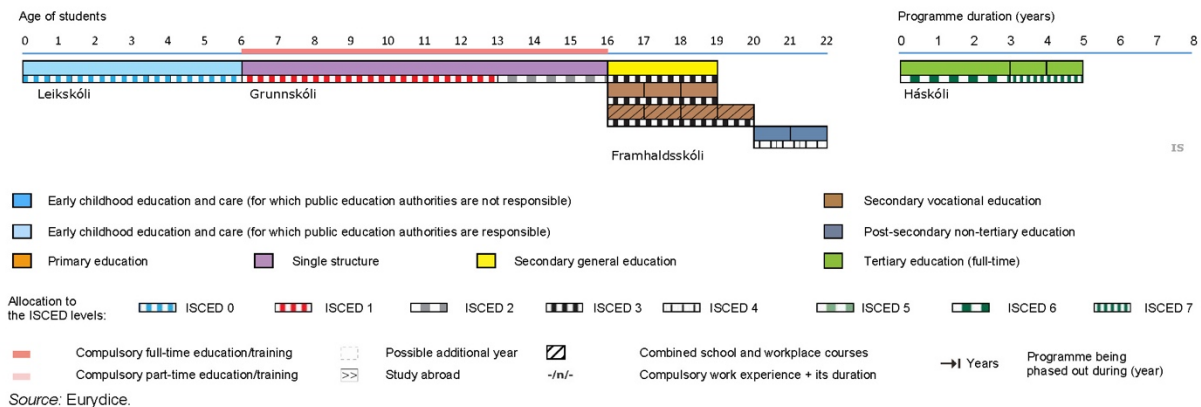 Age of students
Programme duration (years)
0 1 2 3 4 5 6 7 8 9 10 11 12 13 14 15 16 17 18 19 20 21 22
0 1 2 3 4 5 6 7 8
Leikskóli
Grunnskóli
Háskóli
Framhaldsskóli
IS
Early childhood education and care (for which public education authorities are not responsible)
Secondary vocational education
Early childhood education and care (for which public education authorities are responsible)
Post-secondary non-tertiary education
Primary education
Single structure
Secondary general education
Tertiary education (full-time)
Allocation to
the ISCED levels:
ISCED 0
ISCED 1
ISCED 2
ISCED 3
ISCED 4
ISCED 5
ISCED 6
ISCED 7
Compulsory full-time education/training
Possible additional year
Combined school and workplace courses
Years
Programme being
phased out during (year)
Compulsory part-time education/training
>> Study abroad
-/n/- Compulsory work experience + its duration
Source: Eurydice.